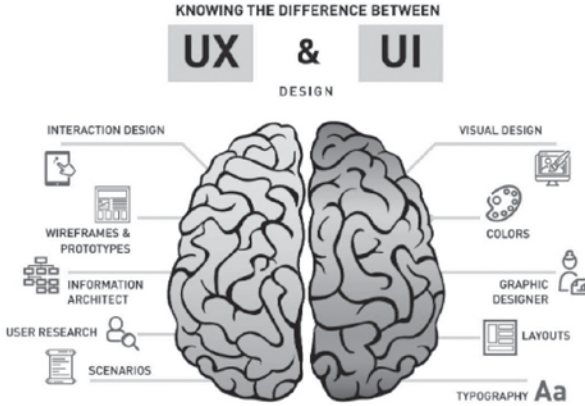 KNOWING THE DIFFERENCE BETWEEN
UX & UI
DESIGN
INTERACTION DESIGN
WIREFRAMES &
PROTOTYPES
INFORMATION
ARCHITECT
USER RESEARCH
SCENARIOS
VISUAL DESIGN
COLORS
GRAPHIC
DESIGNER
LAYOUTS
TYPOGRAPHY Aa